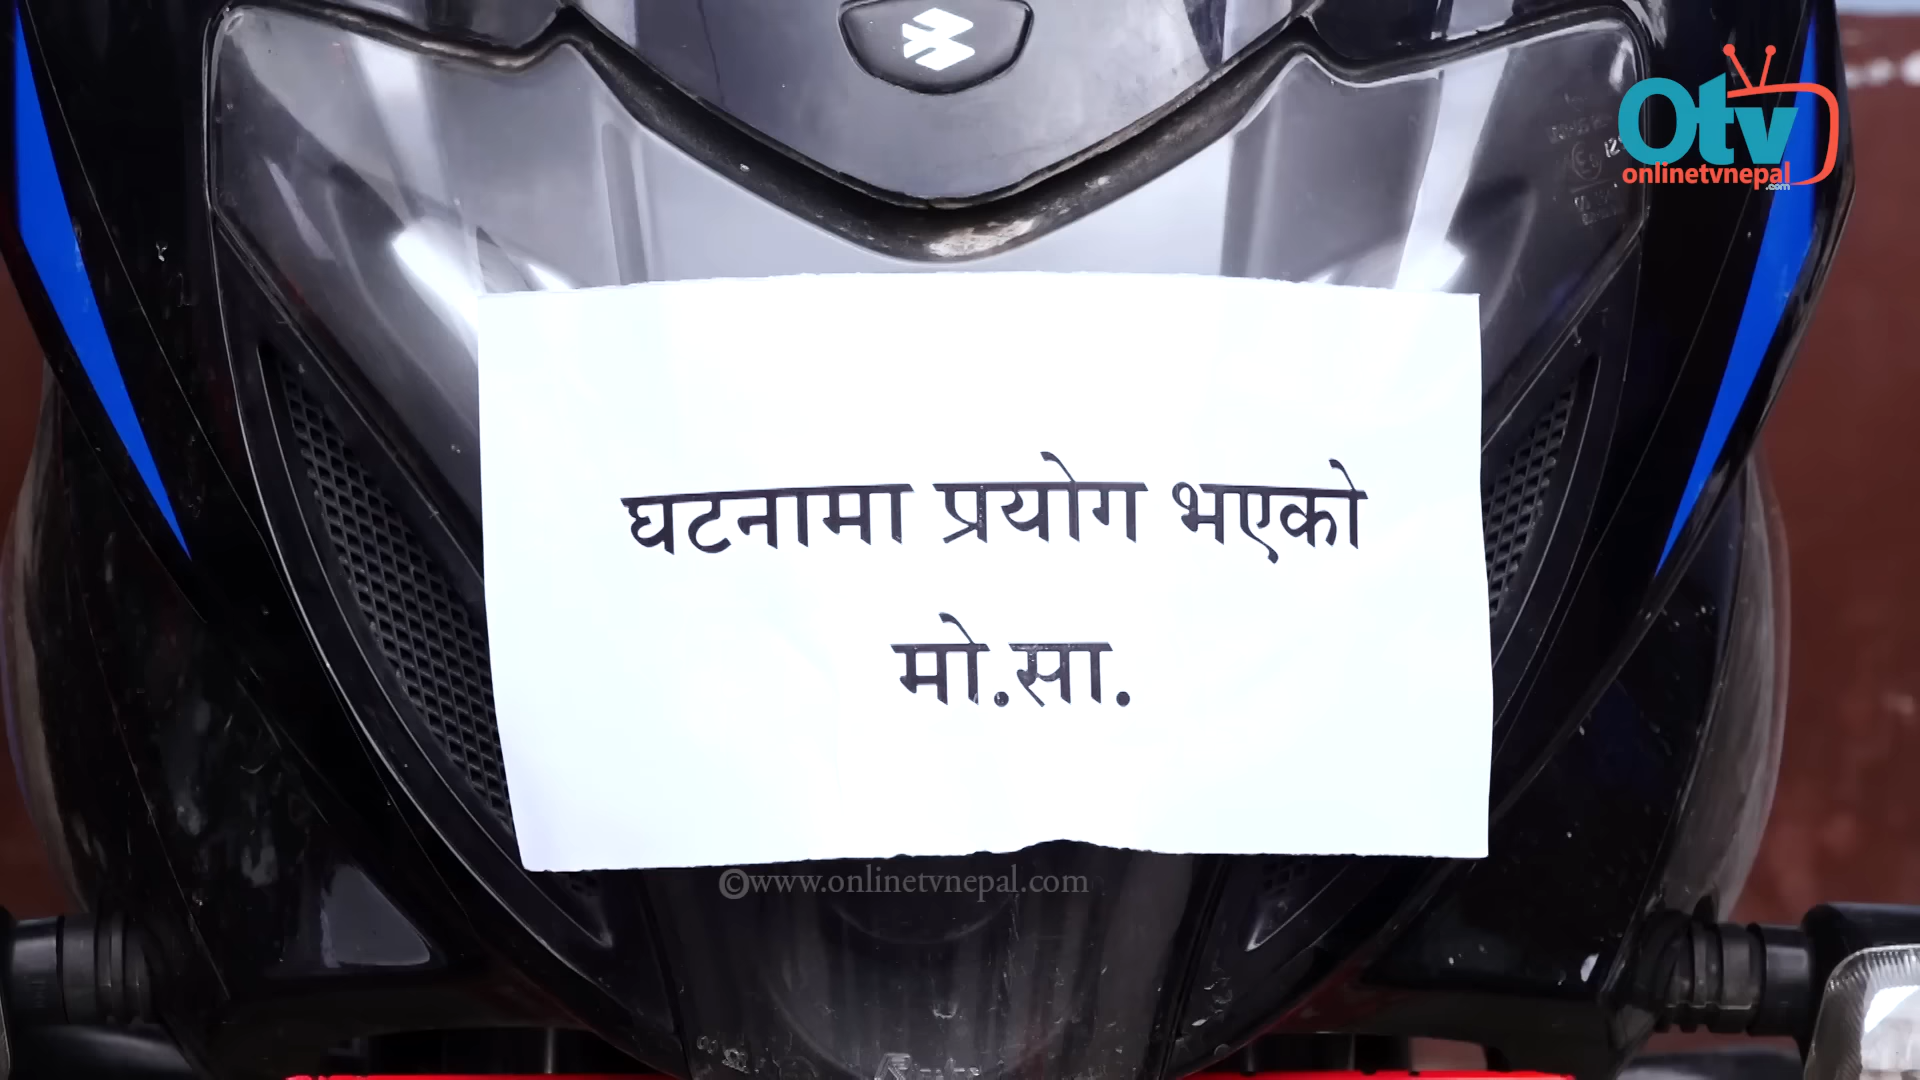 Otv
onlinetvnepal
.com
घटनामा प्रयोग भएको
मो.सा.
©www.onlinetvnepal.com